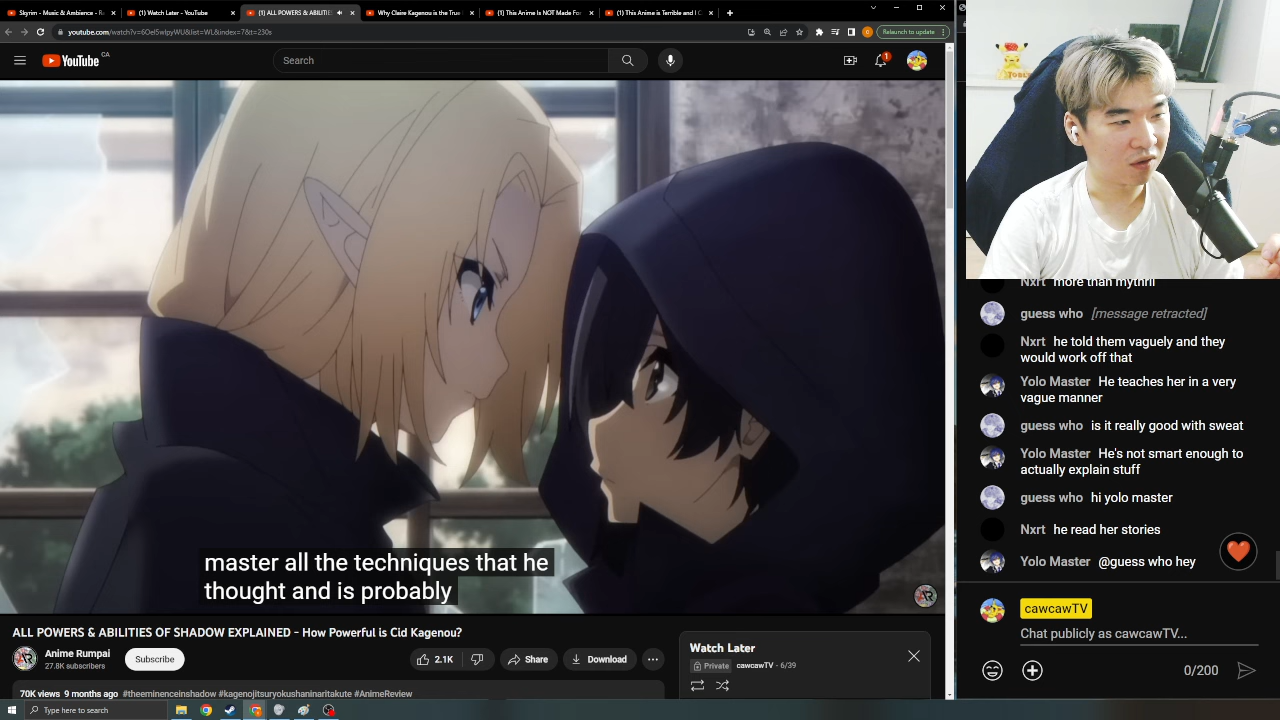 Sigrim - Music & Ambience - R
(1) Watch Later - YouTube
(1) ALL POWERS & ABILITIE
Why Claire Kagenou is the True
(1) This Anime Is NOT Made For
(1) This Anime is Terrible and I C
youtube.com/watch?v=6Oel5wlpyWU&list=WL&index=7&t=230s
Relaunch to update
YouTube CA
Search
1
master all the techniques that he
thought and is probably
AR
ALL POWERS & ABILITIES OF SHADOW EXPLAINED - How Powerful is Cid Kagenou?
Anime Rumpai
27.8K subscribers
Subscribe
2.1K
Share
Download
70K views 9 months ago #theeminenceinshadow #kagenojitsuryokushaninaritakute #AnimeReview
Watch Later
Private cawcawTV - 6/39
Nxrt more than mythril
guess who [message retracted]
Nxrt he told them vaguely and they
would work off that
Yolo Master He teaches her in a very
vague manner
guess who is it really good with sweat
Yolo Master He's not smart enough to
actually explain stuff
guess who hi yolo master
Nxrt he read her stories
Yolo Master @guess who hey
cawcawTV
Chat publicly as cawcawTV...
0/200
Type here to search